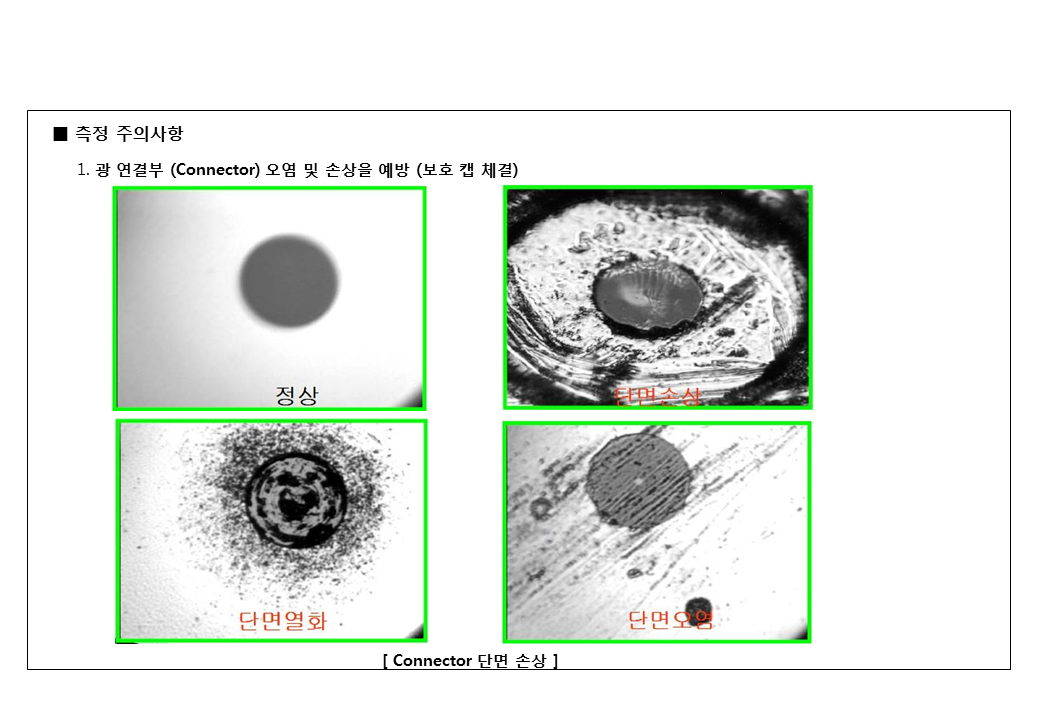 ■ 측정 주의사항
1. 광 연결부 (Connector) 오염 및 손상을 예방 (보호 캡 체결)
정상
단면손상
단면열화
단면오염
[ Connector 단면 손상 ]